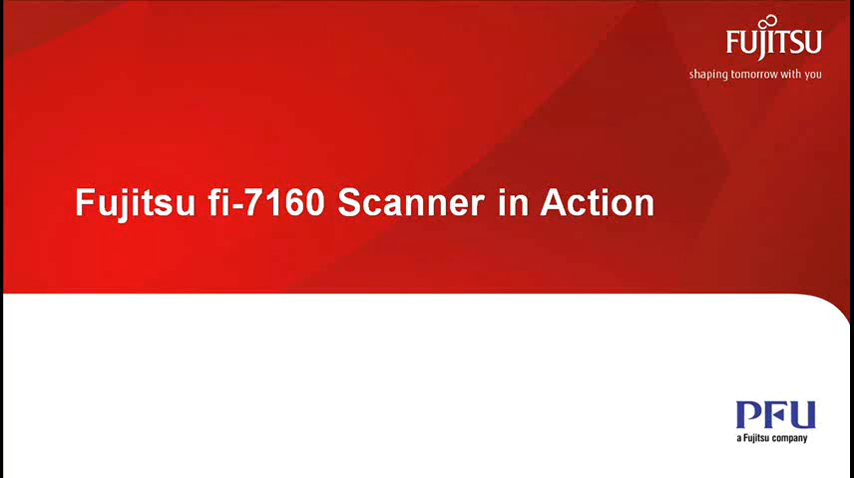 FUJITSU
shaping tomorrow with you
Fujitsu fi-7160 Scanner in Action
PFU
a Fujitsu company